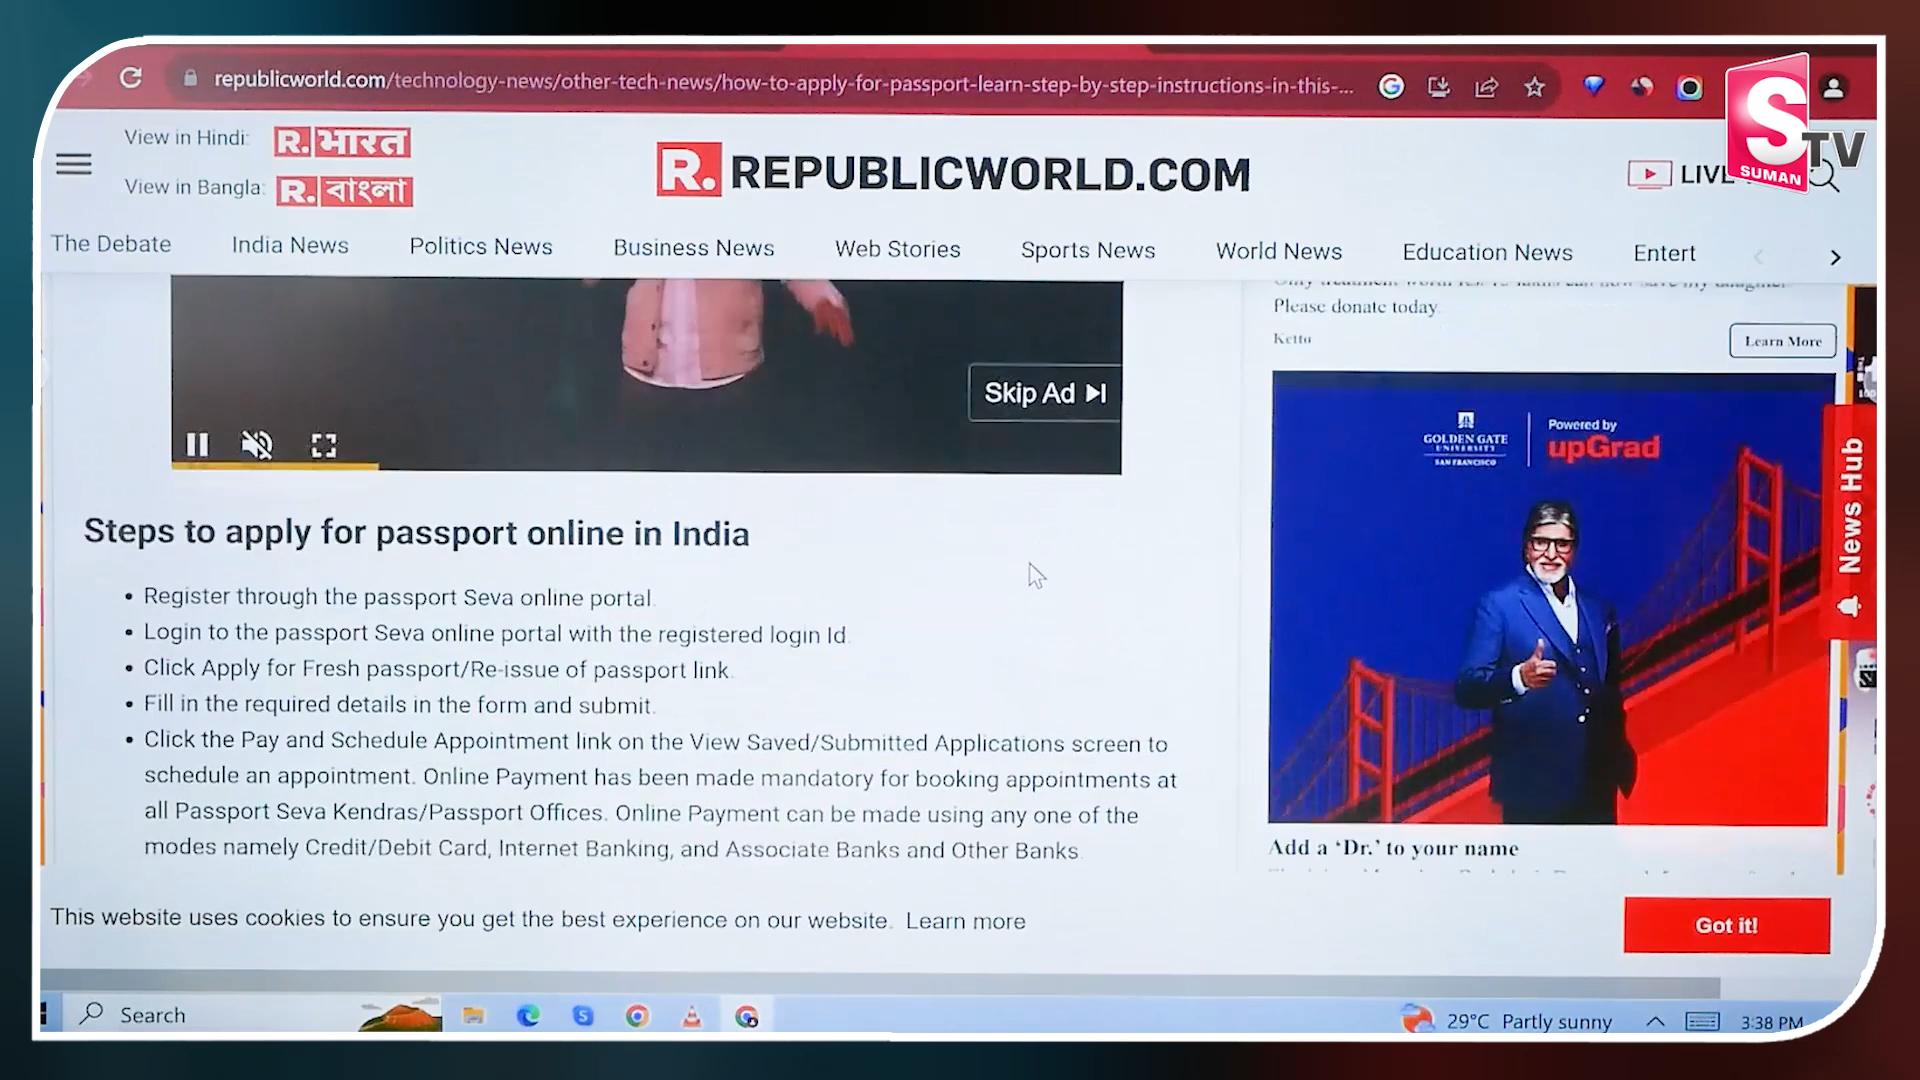 republicworld.com/technology-news/other-tech-news/how-to-apply-for-passport-learn-step-by-step-instructions-in-this-...
S
TV
SUMAN
View in Hindi: R.भारत
View in Bangla: R.বাংলা
R. REPUBLICWORLD.COM
LIVE
The Debate India News Politics News Business News Web Stories Sports News World News Education News Entert
Please donate today
Ketto
Learn More
Skip Ad
GOLDEN GATE
UNIVERSITY
SAN FRANCISCO
Powered by
upGrad
News Hub
Steps to apply for passport online in India
• Register through the passport Seva online portal.
• Login to the passport Seva online portal with the registered login Id.
• Click Apply for Fresh passport/Re-issue of passport link.
• Fill in the required details in the form and submit.
• Click the Pay and Schedule Appointment link on the View Saved/Submitted Applications screen to
schedule an appointment. Online Payment has been made mandatory for booking appointments at
all Passport Seva Kendras/Passport Offices. Online Payment can be made using any one of the
modes namely Credit/Debit Card, Internet Banking, and Associate Banks and Other Banks.
Add a 'Dr.' to your name
This website uses cookies to ensure you get the best experience on our website. Learn more
Got it!
Search
29°C Partly sunny
3:38 PM